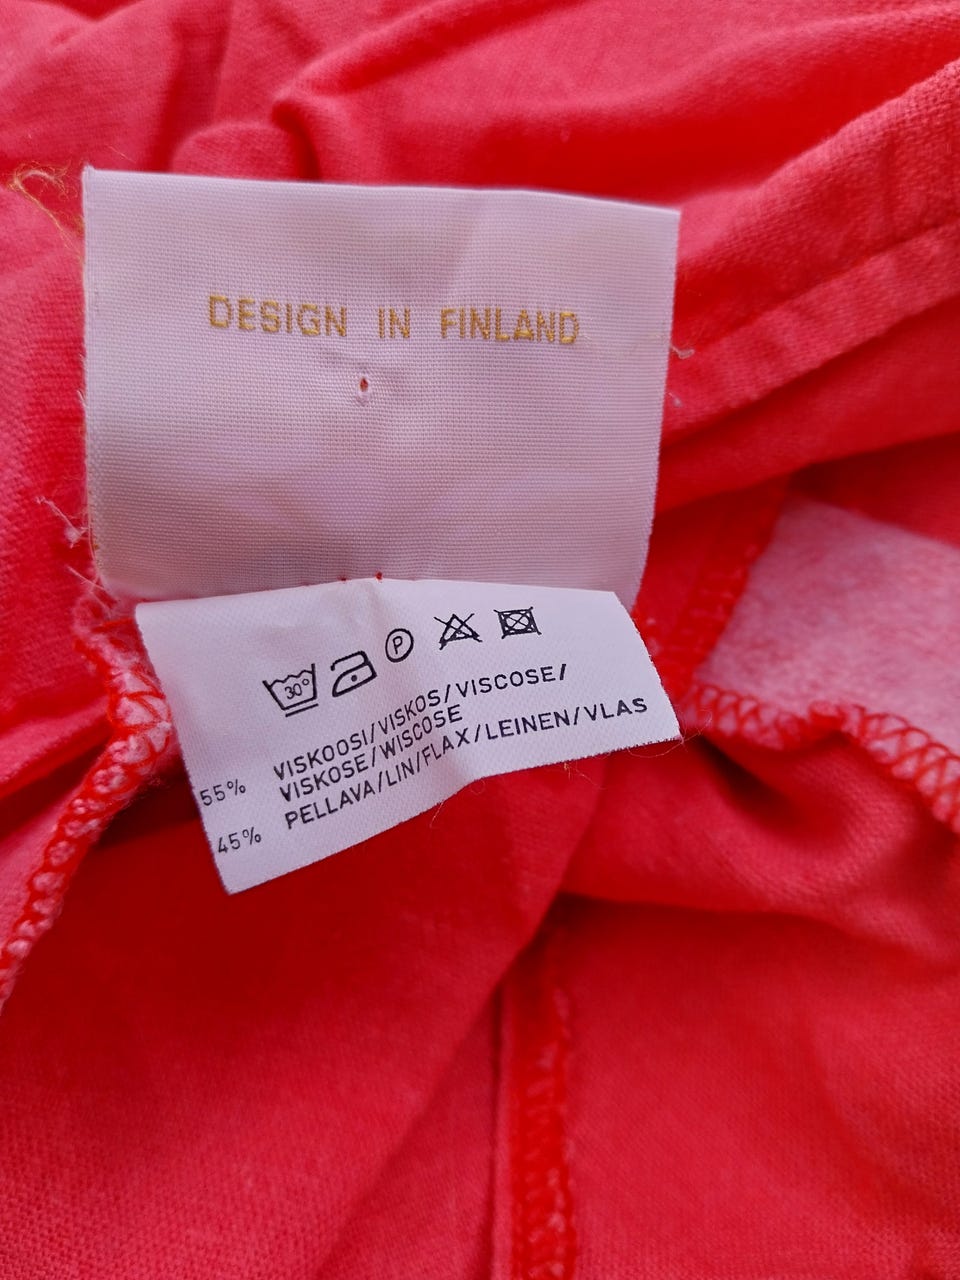 DESIGN IN FINLAND
30° P
55% VISKOOSI/VISKOS/VISCOSE/
VISKOSE/WISCOSE
45% PELLAVA/LIN/FLAX/LEINEN/VLAS